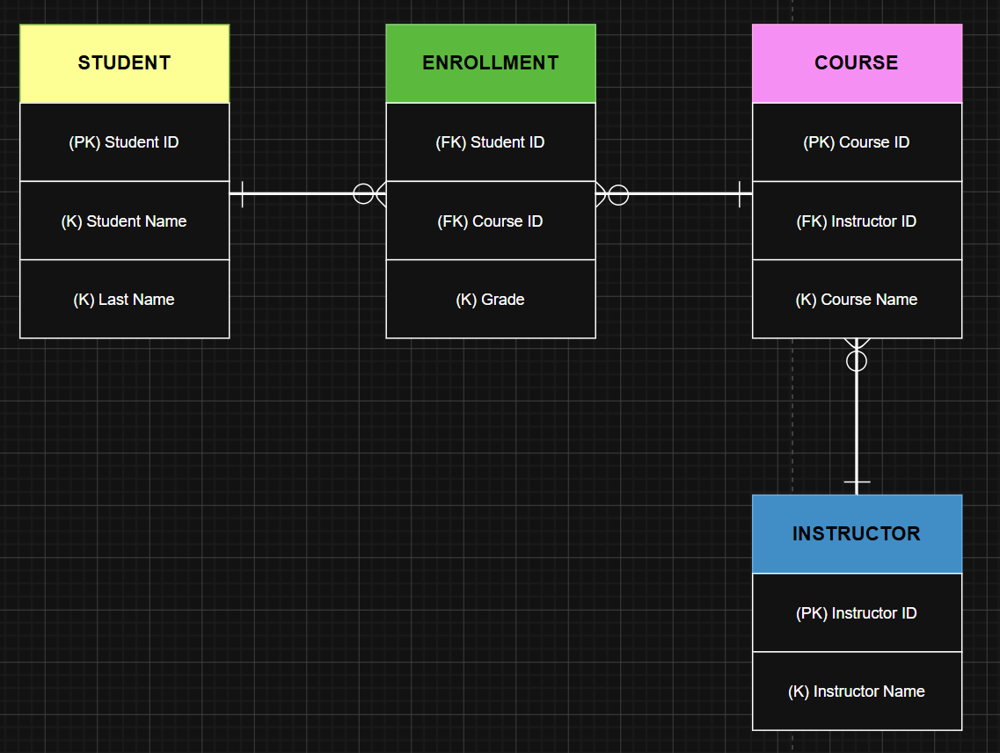 STUDENT
(PK) Student ID
(K) Student Name
(K) Last Name
ENROLLMENT
(FK) Student ID
(FK) Course ID
(K) Grade
COURSE
(PK) Course ID
(FK) Instructor ID
(K) Course Name
INSTRUCTOR
(PK) Instructor ID
(K) Instructor Name